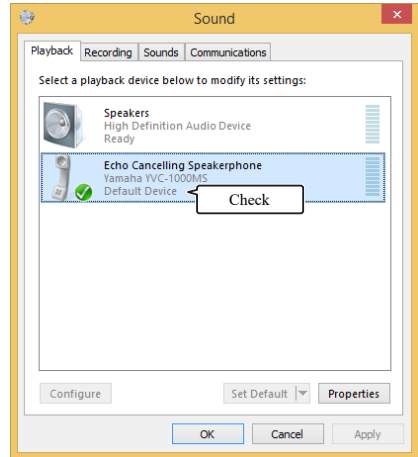 Sound
Playback Recording Sounds Communications
Select a playback device below to modify its settings:
Speakers
High Definition Audio Device
Ready
Echo Cancelling Speakerphone
Yamaha YVC-1000MS
Default Device
Check
Configure Set Default Properties
OK Cancel Apply